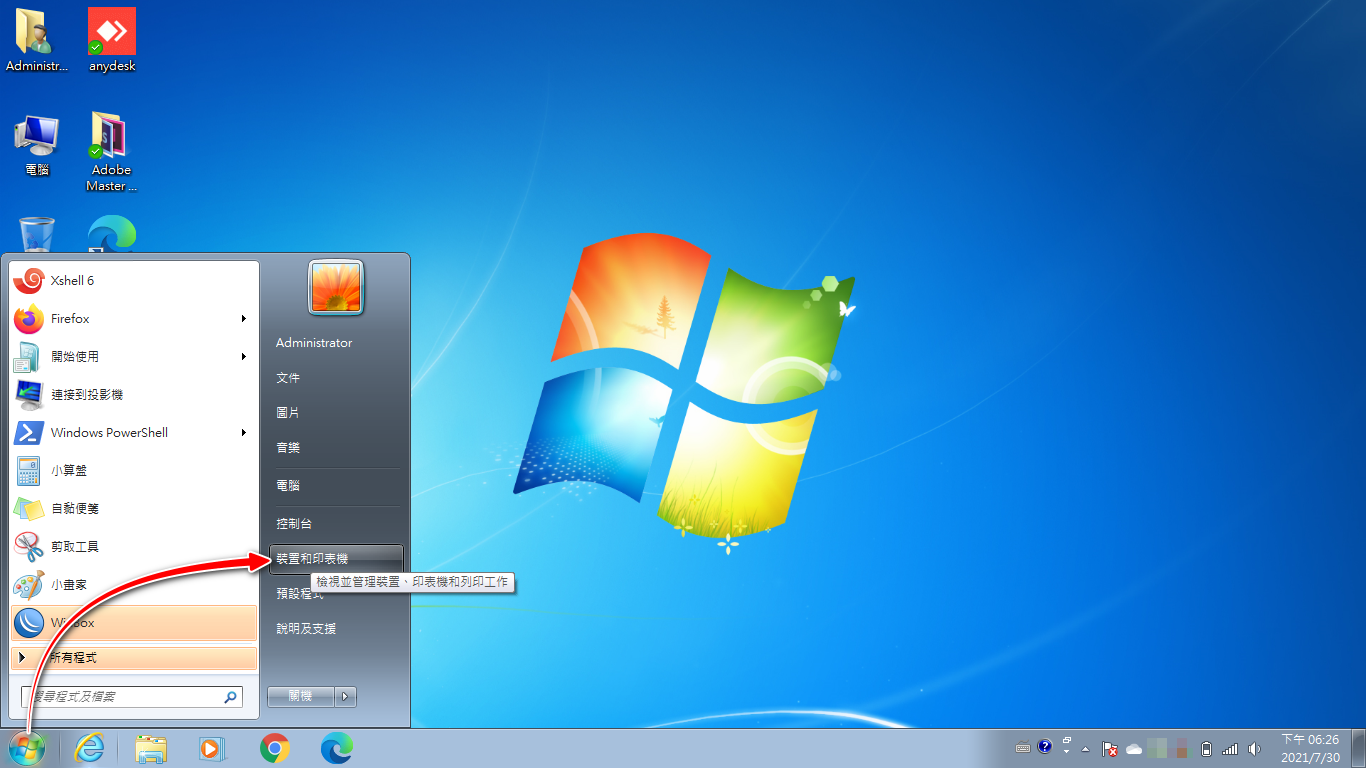 Administr...
anydesk
電腦
Adobe
Master ...
Xshell 6
Firefox
開始使用
連接到投影機
Windows PowerShell
小算盤
自黏便箋
剪取工具
小畫家
所有程式
搜尋程式及檔案
Administrator
文件
圖片
音樂
電腦
控制台
裝置和印表機
檢視並管理裝置、印表機和列印工作
預設程式
說明及支援
關機
下午 06:26
2021/7/30